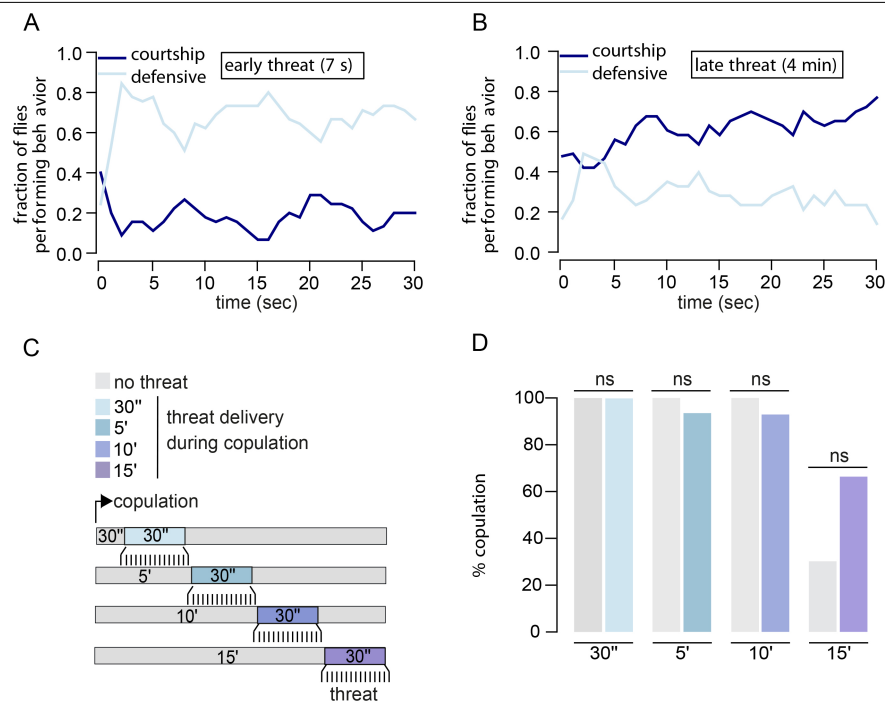 A
1.0
courtship
defensive
early threat (7 s)
0.8
0.6
0.4
0.2
0.0
fraction of flies
performing beh avior
0 5 10 15 20 25 30
time (sec)
B
1.0
courtship
defensive
late threat (4 min)
0.8
0.6
0.4
0.2
0.0
fraction of flies
performing beh avior
0 5 10 15 20 25 30
time (sec)
C
no threat
30"
5'
10'
15'
threat delivery
during copulation
copulation
30" 30"
5' 30"
10' 30"
15' 30"
threat
D
ns ns ns
ns
100
80
60
40
20
0
% copulation
30" 5' 10' 15'